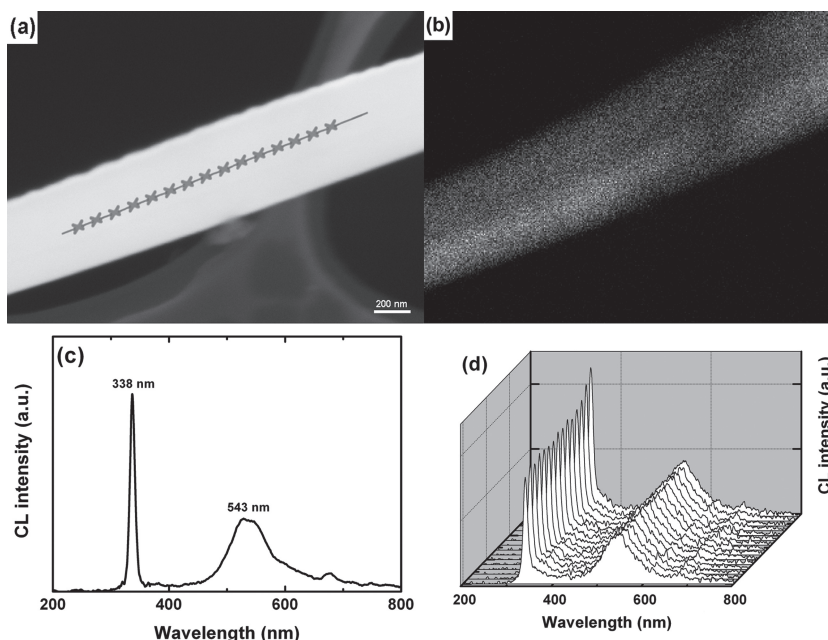 (a)
200 nm
(b)
(c)
338 nm
543 nm
CL intensity (a.u.)
200 400 600 800
Wavelength (nm)
(d)
CL intensity (a.u.)
200 400 600 800
Wavelength (nm)